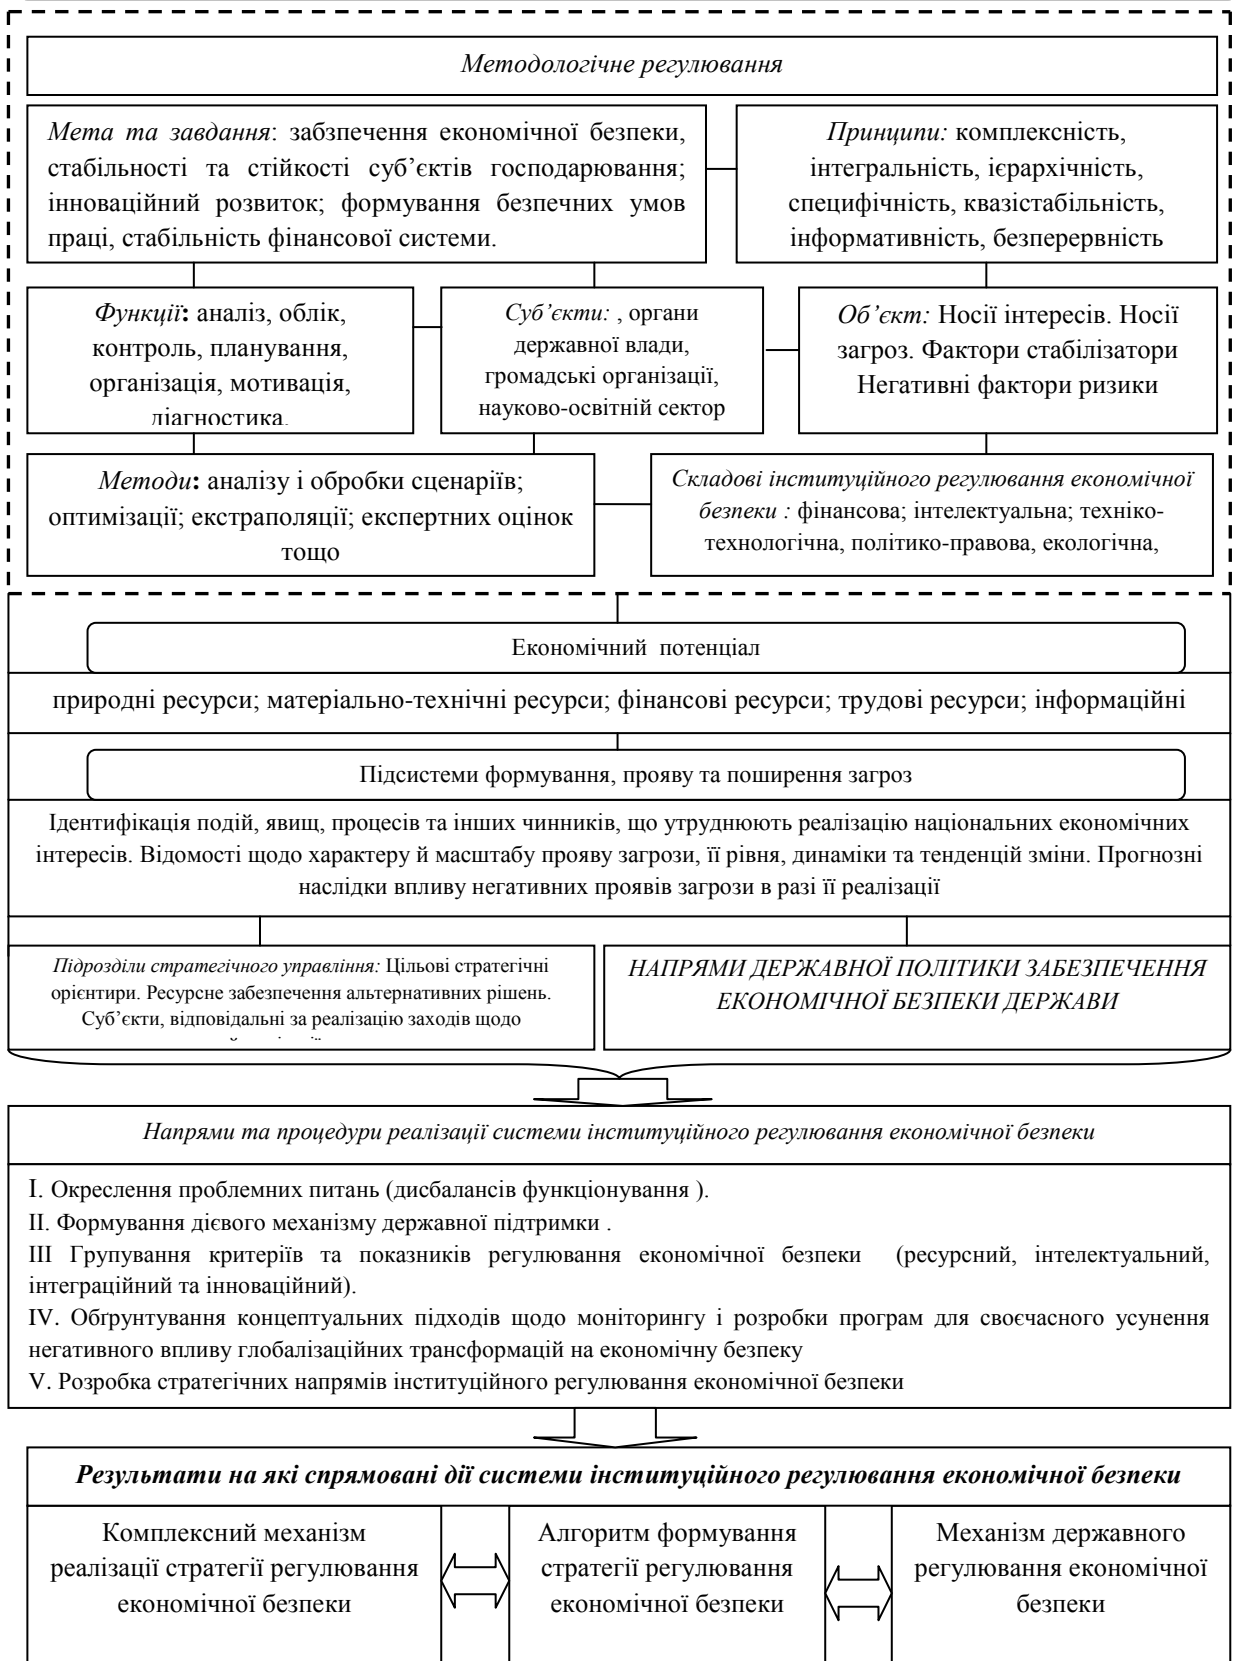 Методологічне регулювання
Мета та завдання: забзпечення економічної безпеки,
стабільності та стійкості суб’єктів господарювання;
інноваційний розвиток; формування безпечних умов
праці, стабільність фінансової системи.
Принципи: комплексність,
інтегральність, ієрархічність,
специфічність, квазістабільність,
інформативність, безперервність
Функції: аналіз, облік,
контроль, планування,
організація, мотивація,
діагностика.
Суб’єкти: , органи
державної влади,
громадські організації,
науково-освітній сектор
Об’єкт: Носії інтересів. Носії
загроз. Фактори стабілізатори
Негативні фактори ризики
Методи: аналізу і обробки сценаріїв;
оптимізації; екстраполяції; експертних оцінок
тощо
Складові інституційного регулювання економічної
безпеки : фінансова; інтелектуальна; техніко-
технологічна, політико-правова, екологічна,
Економічний потенціал
природні ресурси; матеріально-технічні ресурси; фінансові ресурси; трудові ресурси; інформаційні
Підсистеми формування, прояву та поширення загроз
Ідентифікація подій, явищ, процесів та інших чинників, що утруднюють реалізацію національних економічних
інтересів. Відомості щодо характеру й масштабу прояву загрози, її рівня, динаміки та тенденцій зміни. Прогнозні
наслідки впливу негативних проявів загрози в разі її реалізації
Підрозділи стратегічного управління: Цільові стратегічні
орієнтири. Ресурсне забезпечення альтернативних рішень.
Суб’єкти, відповідальні за реалізацію заходів щодо
НАПРЯМИ ДЕРЖАВНОЇ ПОЛІТИКИ ЗАБЕЗПЕЧЕННЯ
ЕКОНОМІЧНОЇ БЕЗПЕКИ ДЕРЖАВИ
Напрями та процедури реалізації системи інституційного регулювання економічної безпеки
І. Окреслення проблемних питань (дисбалансів функціонування ).
ІІ. Формування дієвого механізму державної підтримки .
ІІІ Групування критеріїв та показників регулювання економічної безпеки (ресурсний, інтелектуальний,
інтеграційний та інноваційний).
IV. Обґрунтування концептуальних підходів щодо моніторингу і розробки програм для своєчасного усунення
негативного впливу глобалізаційних трансформацій на економічну безпеку
V. Розробка стратегічних напрямів інституційного регулювання економічної безпеки
Результати на які спрямовані дії системи інституційного регулювання економічної безпеки
Комплексний механізм
реалізації стратегії регулювання
економічної безпеки
Алгоритм формування
стратегії регулювання
економічної безпеки
Механізм державного
регулювання економічної
безпеки